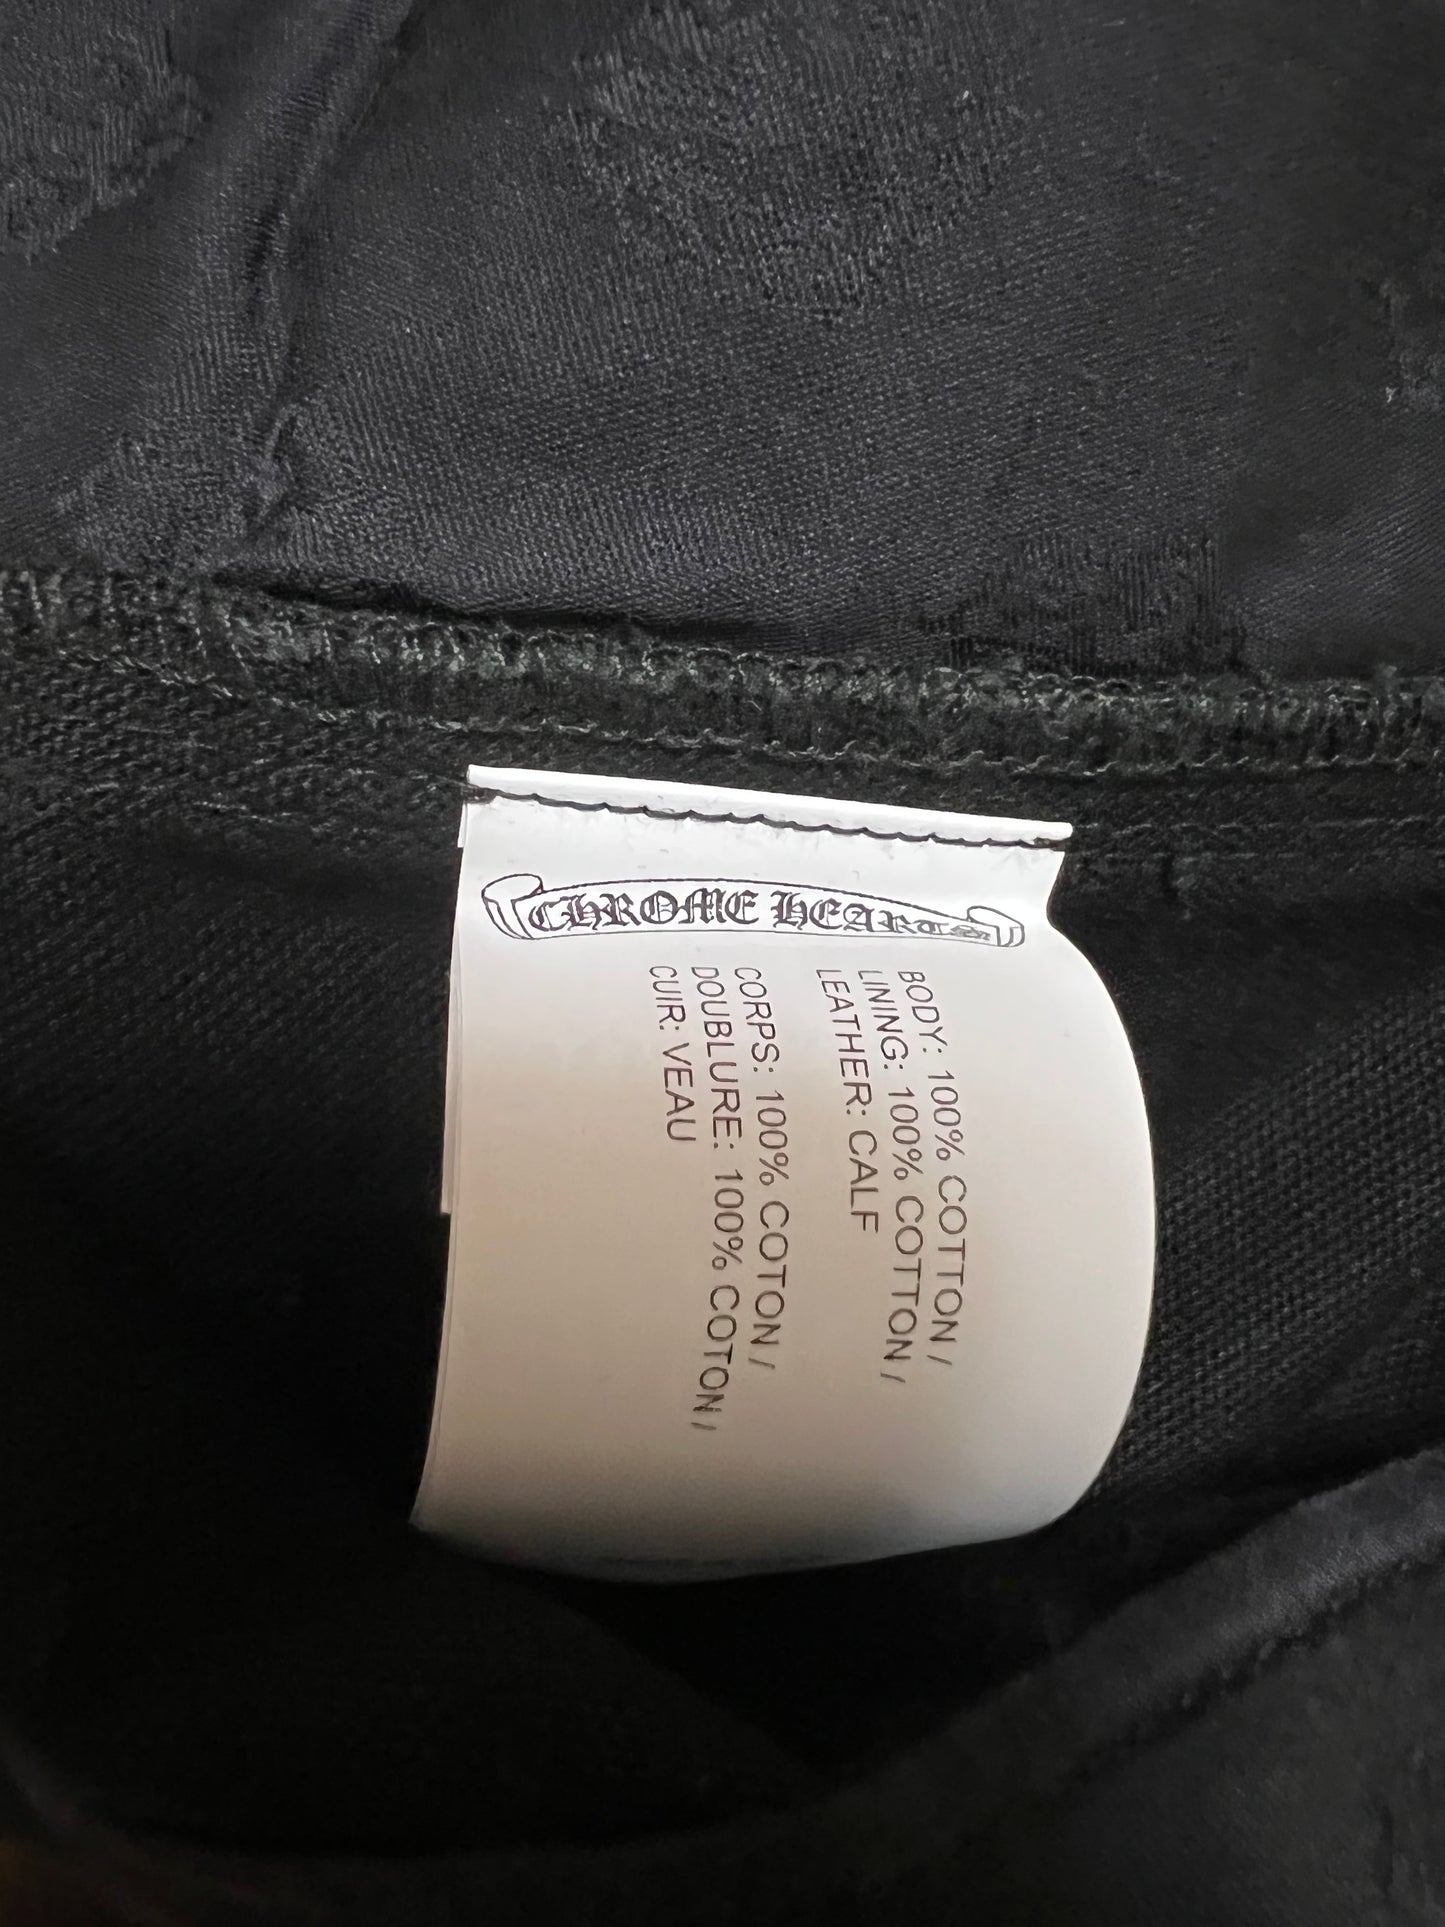 CHROME HEARTS
BODY: 100% COTTON /
LINING: 100% COTTON /
LEATHER: CALF
CORPS: 100% COTON /
DOUBLURE: 100% COTON /
CUIR: VEAU